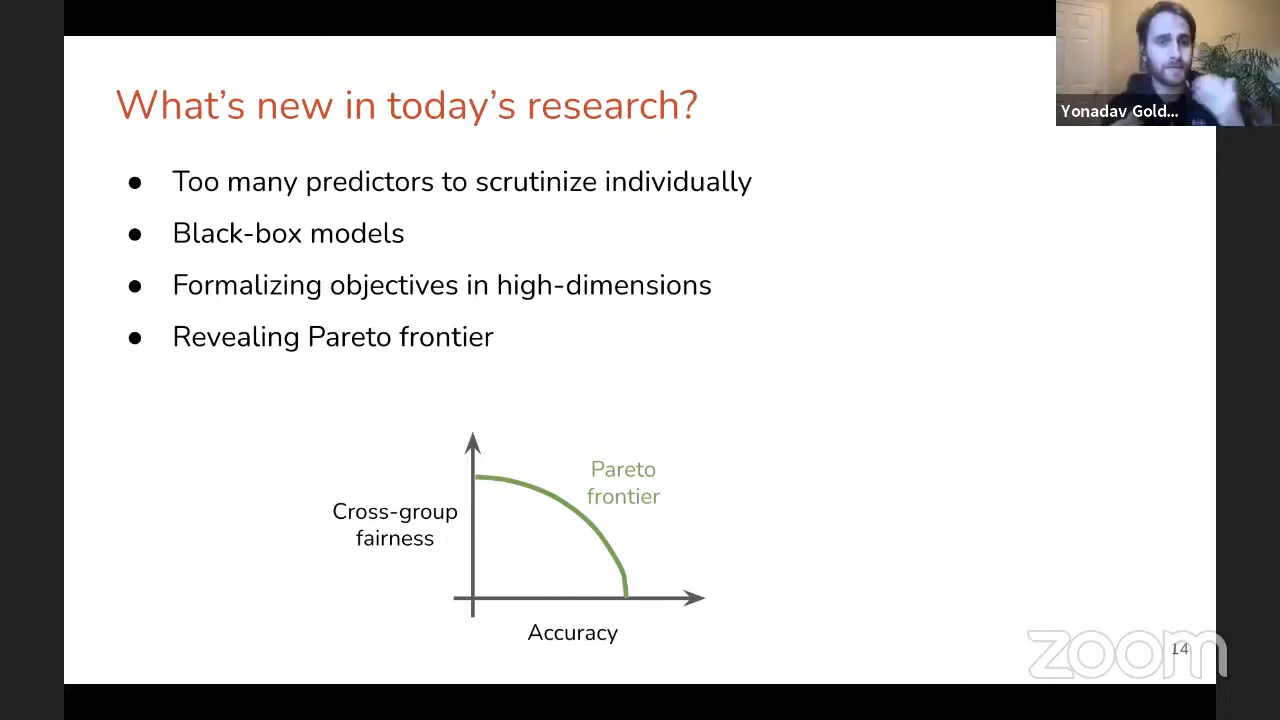 What's new in today's research?
Yonadav Gold...
● Too many predictors to scrutinize individually
● Black-box models
● Formalizing objectives in high-dimensions
● Revealing Pareto frontier
Pareto
frontier
Cross-group
fairness
Accuracy
zoom
14